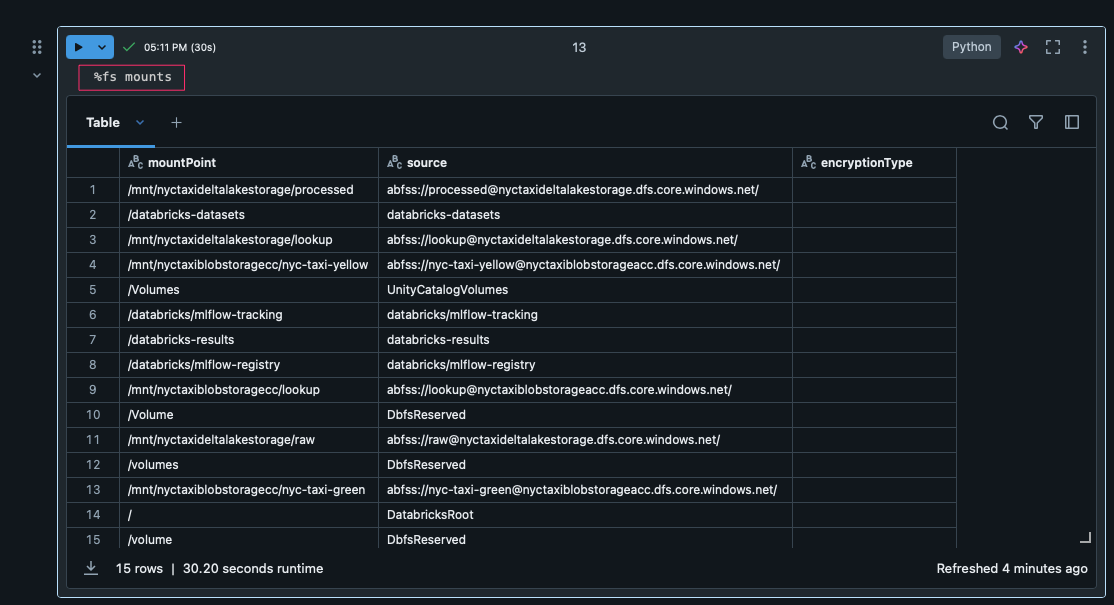 05:11 PM (30s)
13
Python
%fs mounts
Table
mountPoint source encryptionType
1 /mnt/nyctaxideltalakestorage/processed abfss://processed@nyctaxideltalakestorage.dfs.core.windows.net/
2 /databricks-datasets databricks-datasets
3 /mnt/nyctaxideltalakestorage/lookup abfss://lookup@nyctaxideltalakestorage.dfs.core.windows.net/
4 /mnt/nyctaxiblobstoragecc/nyc-taxi-yellow abfss://nyc-taxi-yellow@nyctaxiblobstorageacc.dfs.core.windows.net/
5 /Volumes UnityCatalogVolumes
6 /databricks/mlflow-tracking databricks/mlflow-tracking
7 /databricks-results databricks-results
8 /databricks/mlflow-registry databricks/mlflow-registry
9 /mnt/nyctaxiblobstoragecc/lookup abfss://lookup@nyctaxiblobstorageacc.dfs.core.windows.net/
10 /Volume DbfsReserved
11 /mnt/nyctaxideltalakestorage/raw abfss://raw@nyctaxideltalakestorage.dfs.core.windows.net/
12 /volumes DbfsReserved
13 /mnt/nyctaxiblobstoragecc/nyc-taxi-green abfss://nyc-taxi-green@nyctaxiblobstorageacc.dfs.core.windows.net/
14 / DatabricksRoot
15 /volume DbfsReserved
15 rows | 30.20 seconds runtime
Refreshed 4 minutes ago